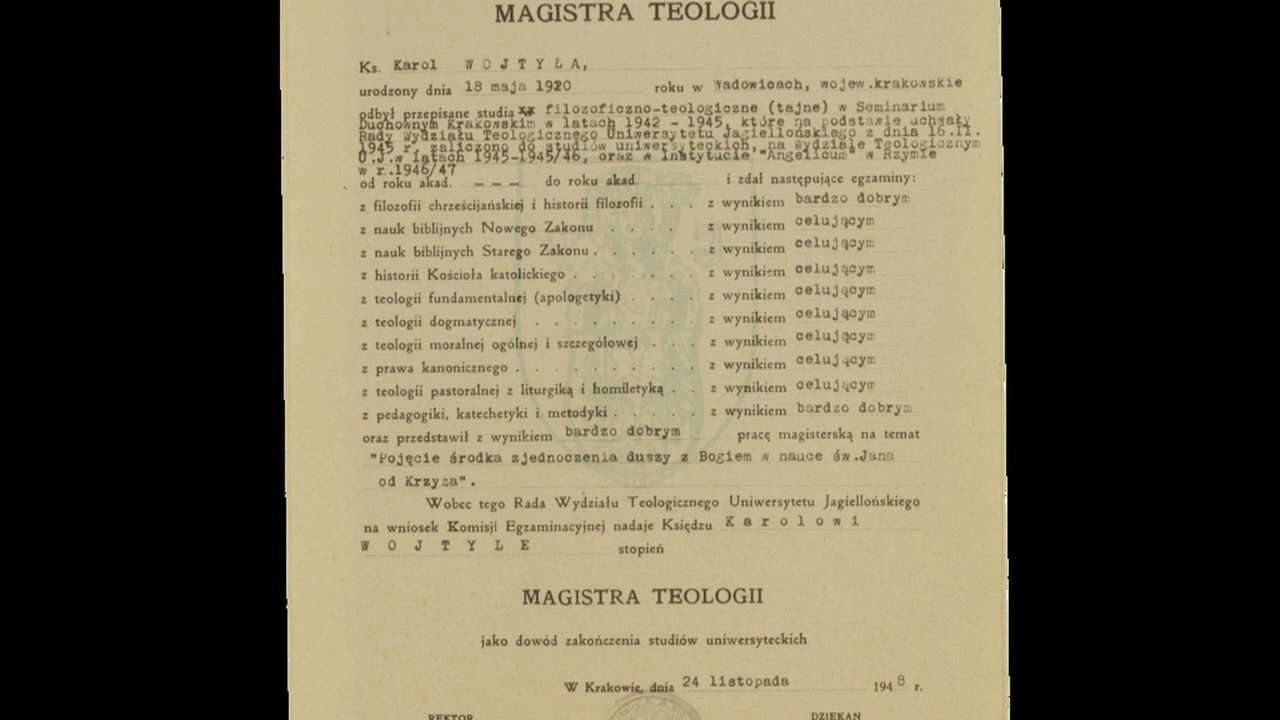 MAGISTRA TEOLOGII
Ks. Karol W O J T Y Ł A,
urodzony dnia 18 maja 1920 roku w Wadowicach, wojew.krakowskie
odbył przepisane studia xx filozoficzno-teologiczne (tajne) w Seminarium
Duchownym Krakowskim w latach 1942 - 1945, które na podstawie uchwały
Rady Wydziału Teologicznego Uniwersytetu Jagiellońskiego z dnia 16.II.
1945 r. zaliczono do studiów uniwersyteckich, na Wydziale Teologicznym
U.J.w latach 1945-1945/46, oraz w Instytucie "Angelicum" w Rzymie
w r.1946/47
od roku akad. - - - do roku akad. i zdał następujące egzaminy:
z filozofii chrześcijańskiej i historii filozofii . . . z wynikiem bardzo dobrym
z nauk biblijnych Nowego Zakonu . . . . z wynikiem celującym
z nauk biblijnych Starego Zakonu . . . . . z wynikiem celującym
z historii Kościoła katolickiego . . . . . . . z wynikiem celującym
z teologii fundamentalnej (apologetyki) . . . . z wynikiem celującym
z teologii dogmatycznej . . . . . . . . . z wynikiem celującym
z teologii moralnej ogólnej i szczegółowej . . . z wynikiem celującym
z prawa kanonicznego . . . . . . . . . . z wynikiem celującym
z teologii pastoralnej z liturgiką i homiletyką . . z wynikiem celującym
z pedagogiki, katechetyki i metodyki . . . . . z wynikiem bardzo dobrym
oraz przedstawił z wynikiem bardzo dobrym pracę magisterską na temat
"Pojęcie środka zjednoczenia duszy z Bogiem w nauce św.Jana
od Krzyża".
Wobec tego Rada Wydziału Teologicznego Uniwersytetu Jagiellońskiego
na wniosek Komisji Egzaminacyjnej nadaje Księdzu K a r o l o w i
W O J T Y L E stopień
MAGISTRA TEOLOGII
jako dowód zakończenia studiów uniwersyteckich
W Krakowie, dnia 24 listopada 1948 r.
REKTOR DZIEKAN